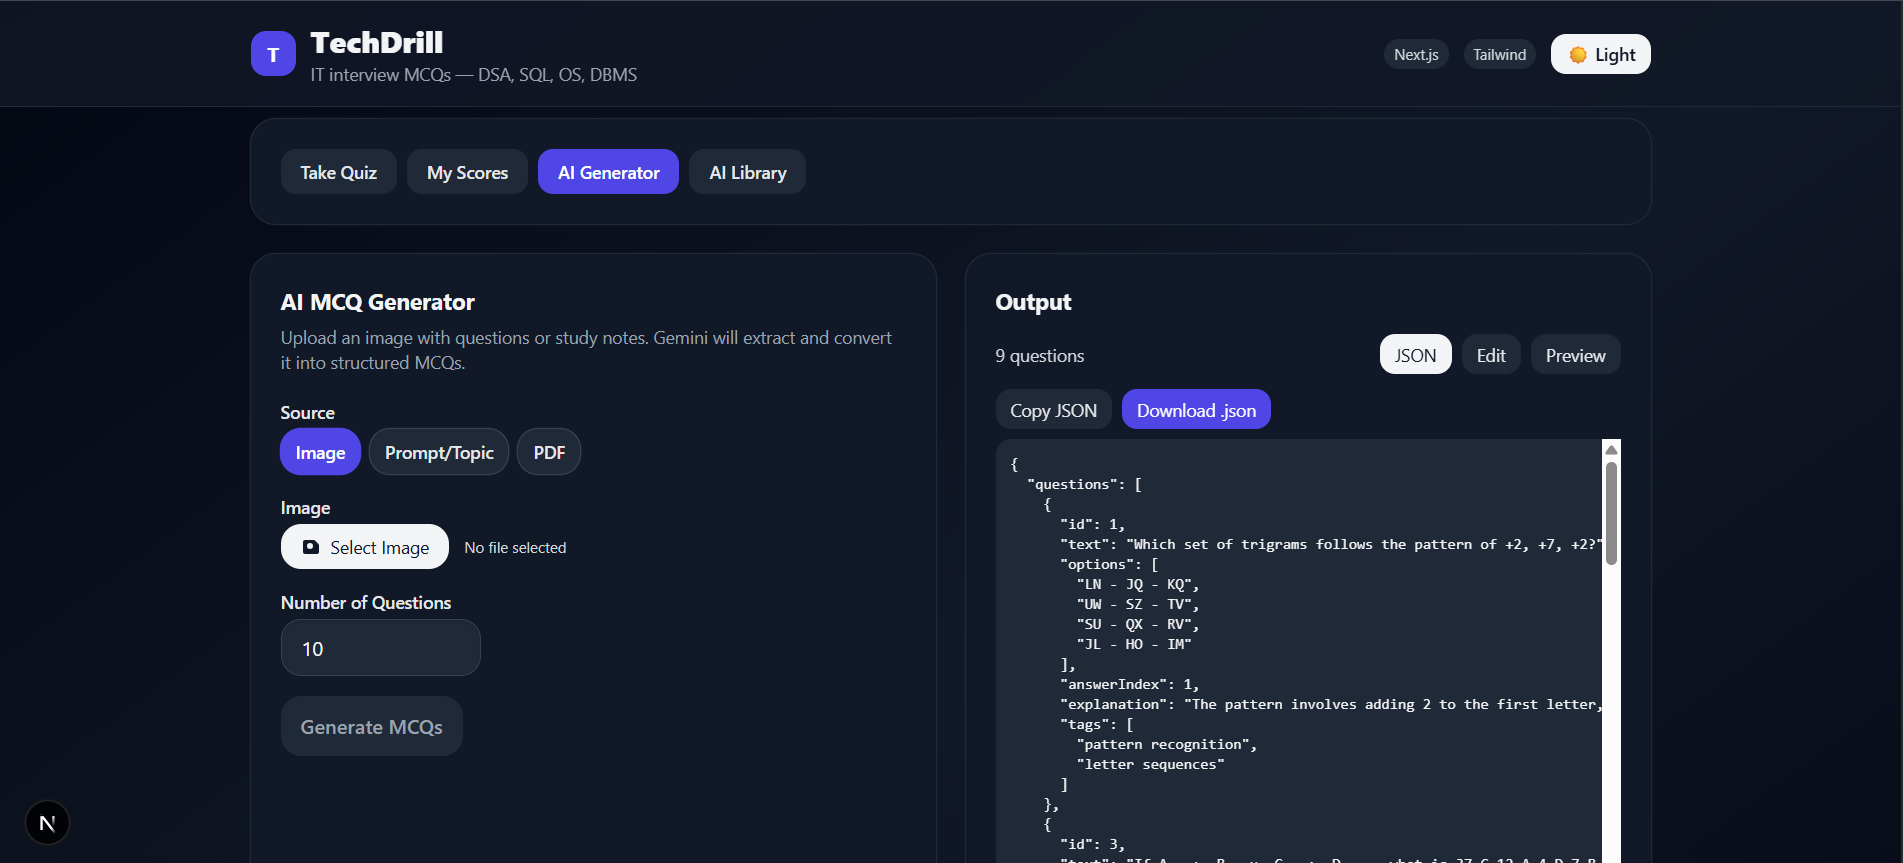 T
TechDrill
IT interview MCQs — DSA, SQL, OS, DBMS
Next.js
Tailwind
Light
Take Quiz
My Scores
AI Generator
AI Library
AI MCQ Generator
Upload an image with questions or study notes. Gemini will extract and convert
it into structured MCQs.
Source
Image
Prompt/Topic
PDF
Image
Select Image
No file selected
Number of Questions
10
Generate MCQs
N
Output
9 questions
JSON
Edit
Preview
Copy JSON
Download .json
{
"questions": [
{
"id": 1,
"text": "Which set of trigrams follows the pattern of +2, +7, +2?"
"options": [
"LN - JQ - KQ",
"UW - SZ - TV",
"SU - QX - RV",
"JL - HO - IM"
],
"answerIndex": 1,
"explanation": "The pattern involves adding 2 to the first letter,
"tags": [
"pattern recognition",
"letter sequences"
]
},
{
"id": 3,